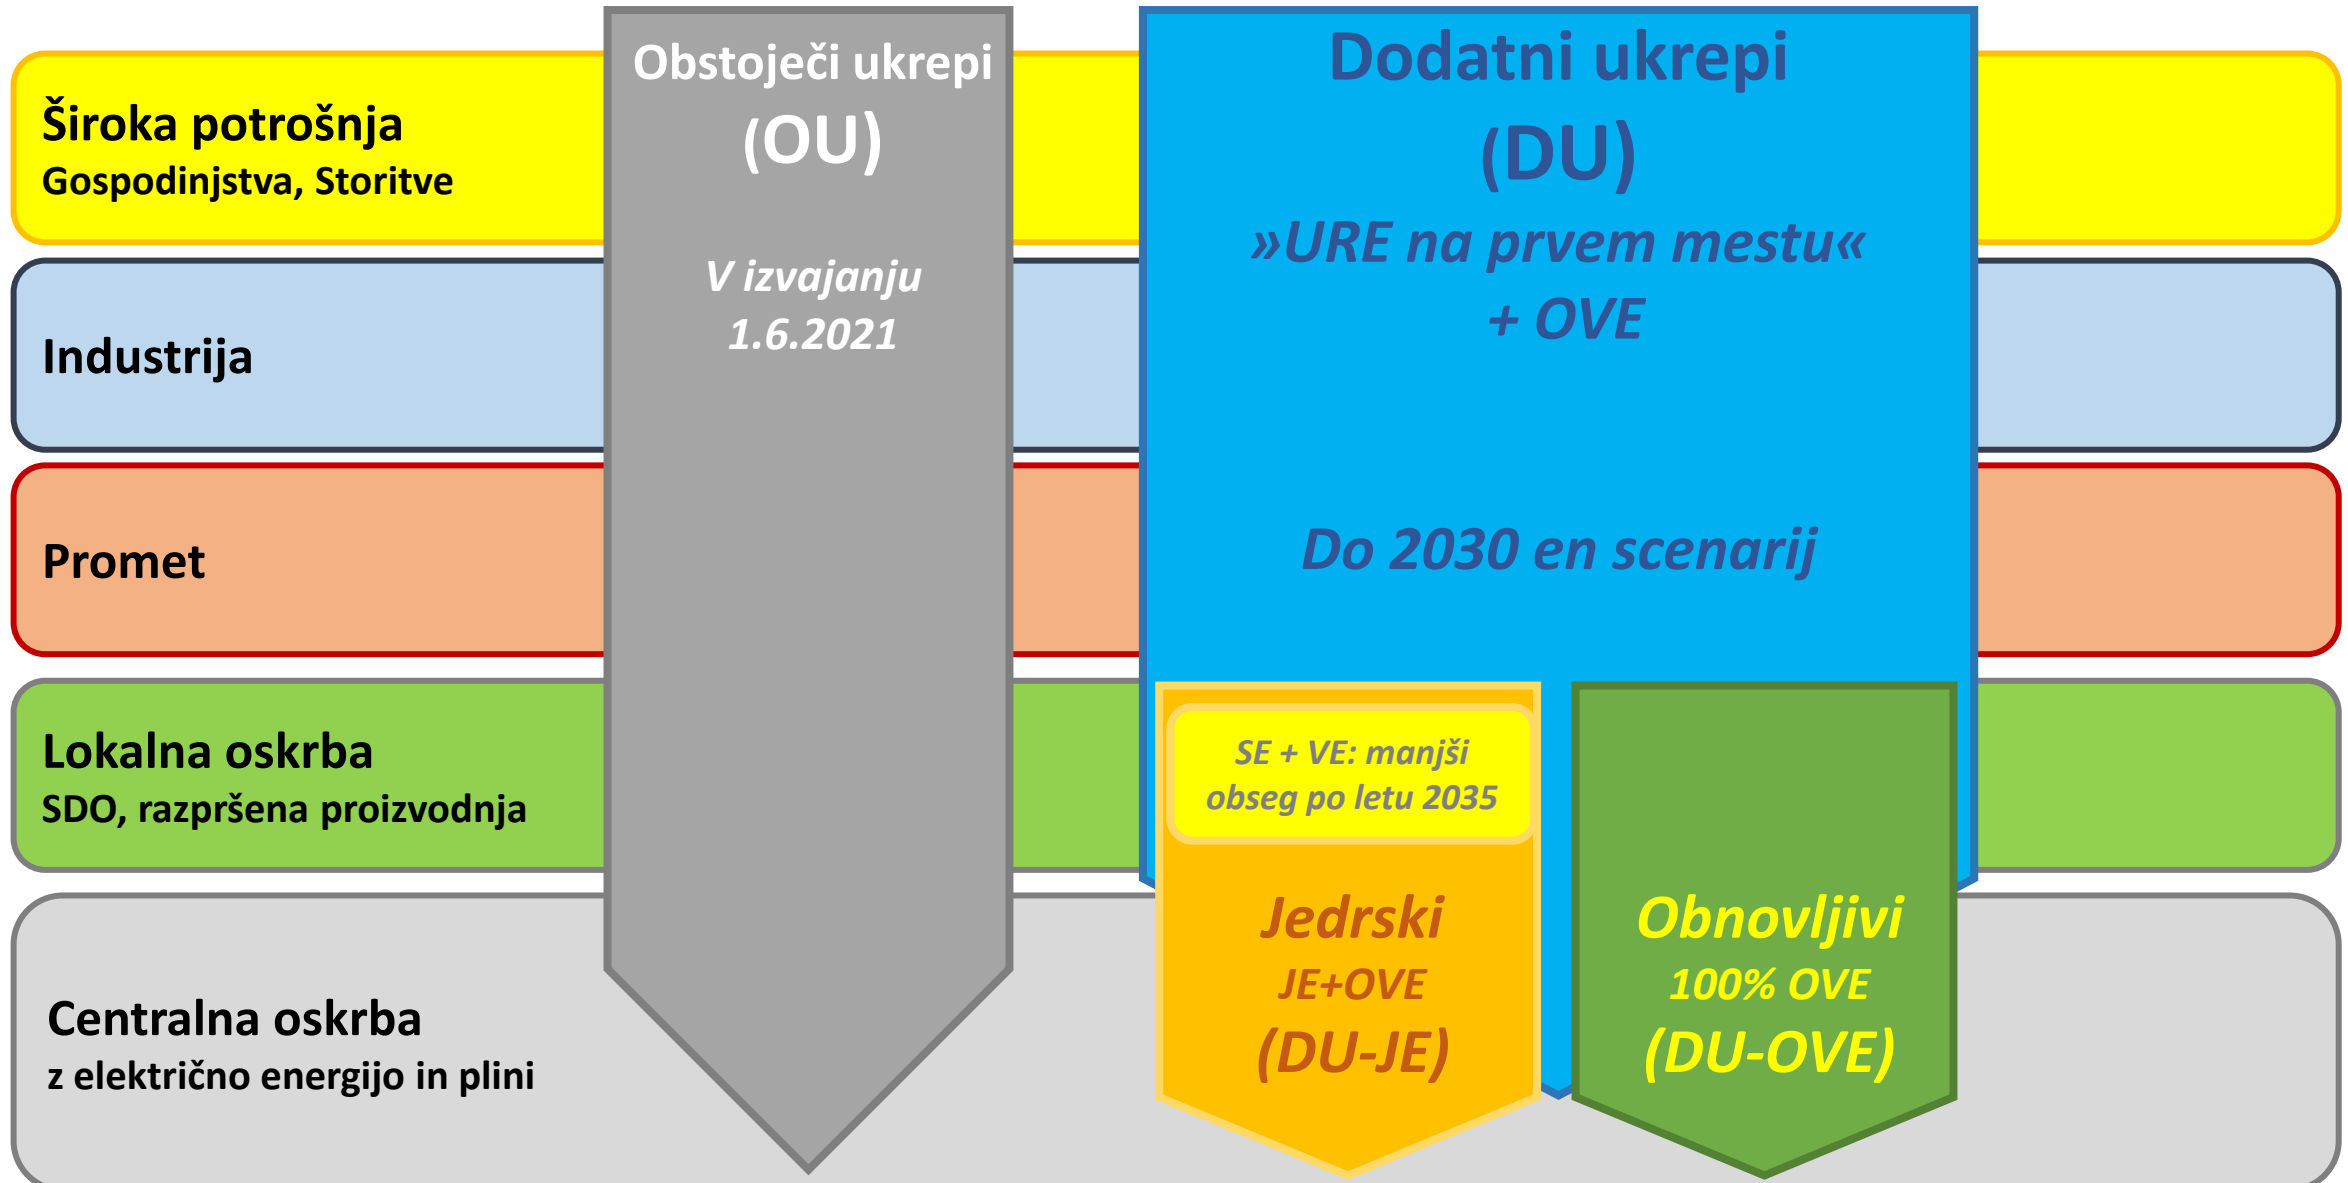 Široka potrošnja
Gospodinjstva, Storitve
Industrija
Promet
Lokalna oskrba
SDO, razpršena proizvodnja
Centralna oskrba
z električno energijo in plini
Obstoječi ukrepi
(OU)
V izvajanju
1.6.2021
Dodatni ukrepi
(DU)
»URE na prvem mestu«
+ OVE
Do 2030 en scenarij
SE + VE: manjši
obseg po letu 2035
Jedrski
JE+OVE
(DU-JE)
Obnovljivi
100% OVE
(DU-OVE)